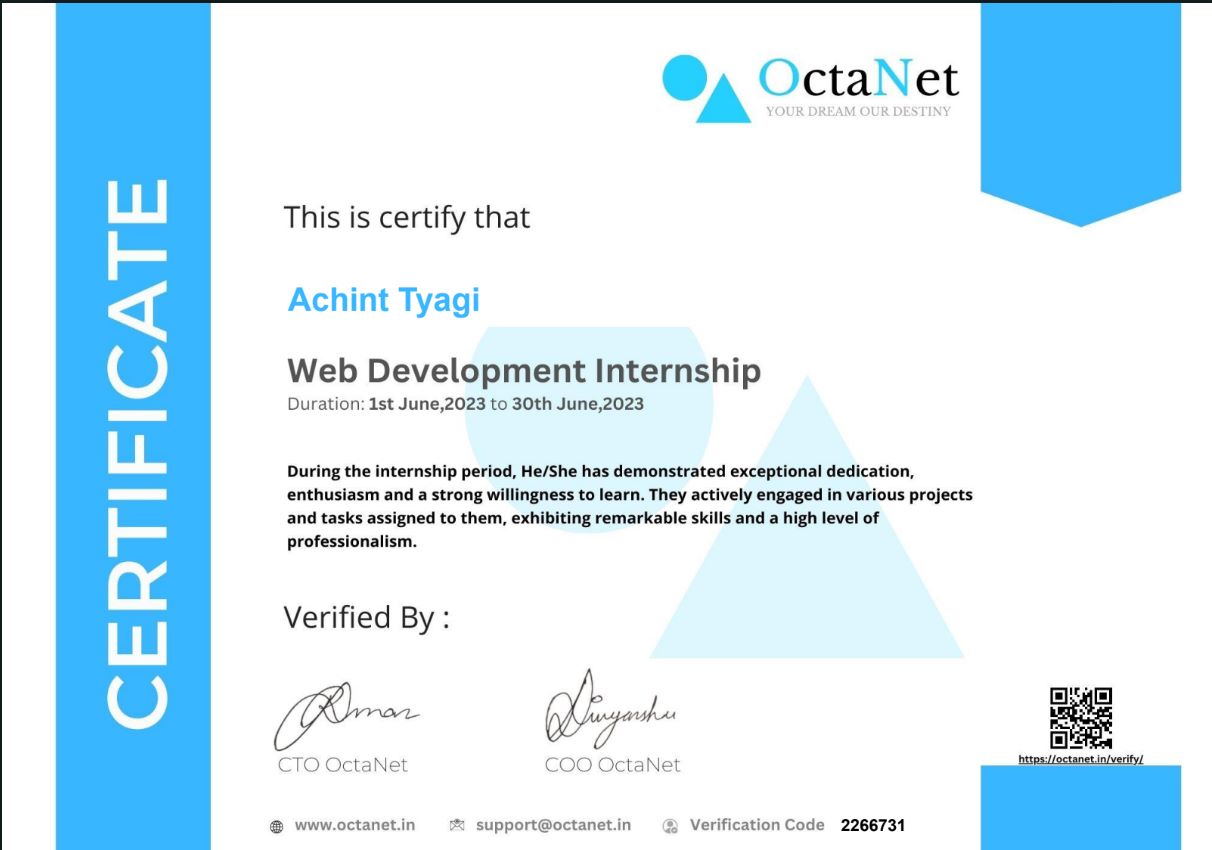 CERTIFICATE
OctaNet
YOUR DREAM OUR DESTINY
This is certify that
Achint Tyagi
Web Development Internship
Duration: 1st June,2023 to 30th June,2023
During the internship period, He/She has demonstrated exceptional dedication,
enthusiasm and a strong willingness to learn. They actively engaged in various projects
and tasks assigned to them, exhibiting remarkable skills and a high level of
professionalism.
Verified By :
CTO OctaNet
COO OctaNet
https://octanet.in/verify/
www.octanet.in
support@octanet.in
Verification Code 2266731